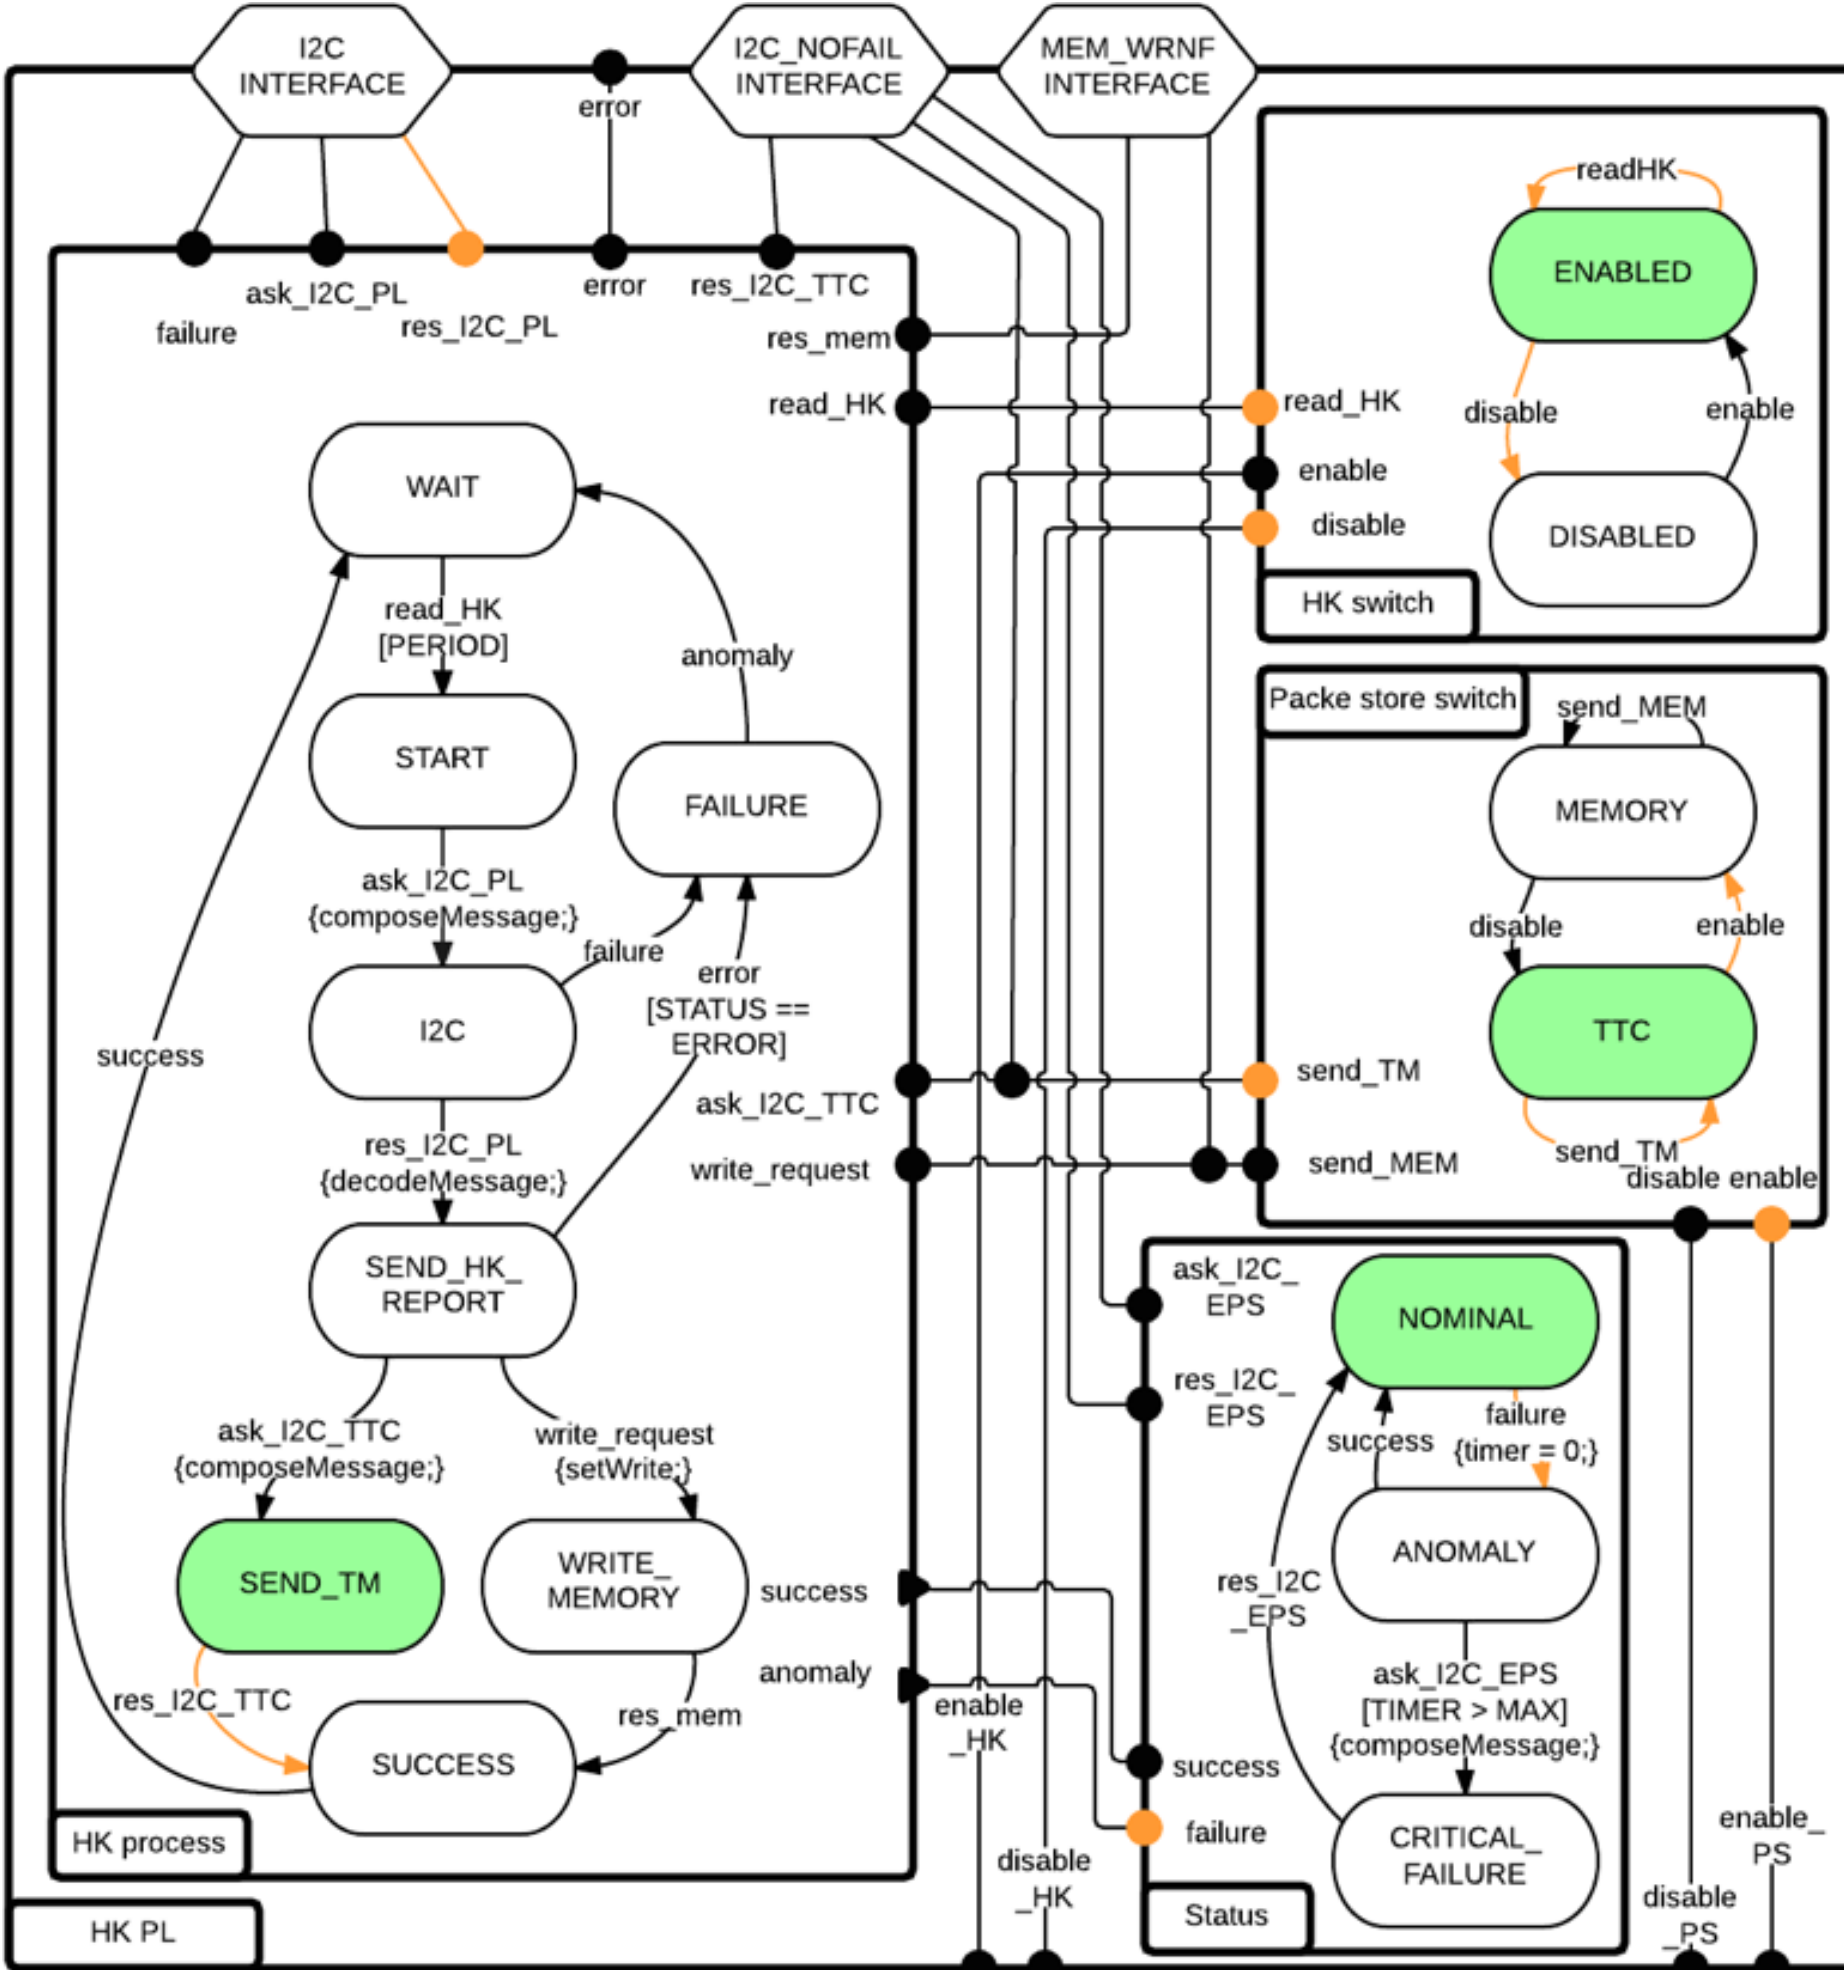 I2C
INTERFACE
error
I2C_NOFAIL
INTERFACE
MEM_WRNF
INTERFACE
failure
ask_I2C_PL
res_I2C_PL
error
res_I2C_TTC
res_mem
read_HK
WAIT
read_HK
[PERIOD]
START
ask_I2C_PL
{composeMessage;}
I2C
failure
FAILURE
anomaly
error
[STATUS ==
ERROR]
success
res_I2C_PL
{decodeMessage;}
SEND_HK_
REPORT
ask_I2C_TTC
write_request
ask_I2C_TTC
{composeMessage;}
write_request
{setWrite;}
SEND_TM
WRITE_
MEMORY
res_I2C_TTC
res_mem
SUCCESS
success
anomaly
HK process
HK PL
enable
_HK
disable
_HK
readHK
ENABLED
disable
enable
DISABLED
read_HK
enable
disable
HK switch
Packe store switch
send_MEM
MEMORY
disable
enable
TTC
send_TM
send_TM
send_MEM
disable enable
ask_I2C_
EPS
res_I2C_
EPS
NOMINAL
failure
{timer = 0;}
success
ANOMALY
res_I2C
_EPS
ask_I2C_EPS
[TIMER > MAX]
{composeMessage;}
CRITICAL_
FAILURE
success
failure
Status
disable
_PS
enable_
PS